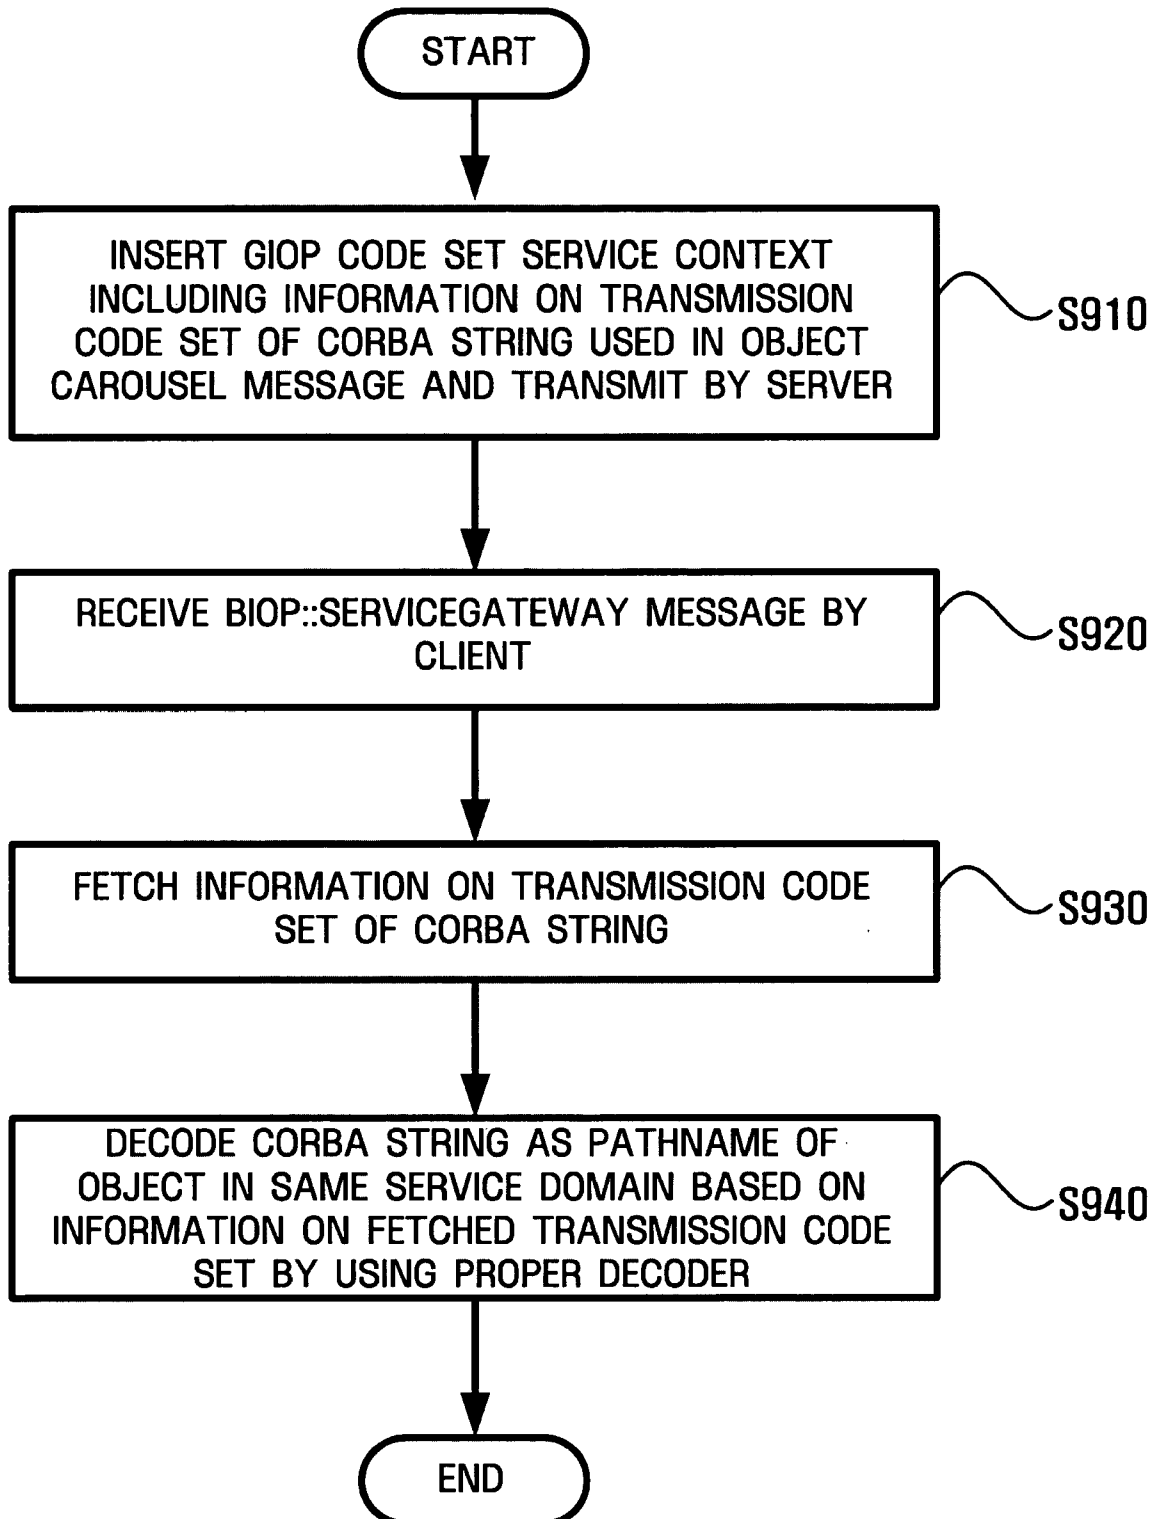 START
INSERT GIOP CODE SET SERVICE CONTEXT
INCLUDING INFORMATION ON TRANSMISSION
CODE SET OF CORBA STRING USED IN OBJECT
CAROUSEL MESSAGE AND TRANSMIT BY SERVER
S910
RECEIVE BIOP::SERVICEGATEWAY MESSAGE BY
CLIENT
S920
FETCH INFORMATION ON TRANSMISSION CODE
SET OF CORBA STRING
S930
DECODE CORBA STRING AS PATHNAME OF
OBJECT IN SAME SERVICE DOMAIN BASED ON
INFORMATION ON FETCHED TRANSMISSION CODE
SET BY USING PROPER DECODER
S940
END